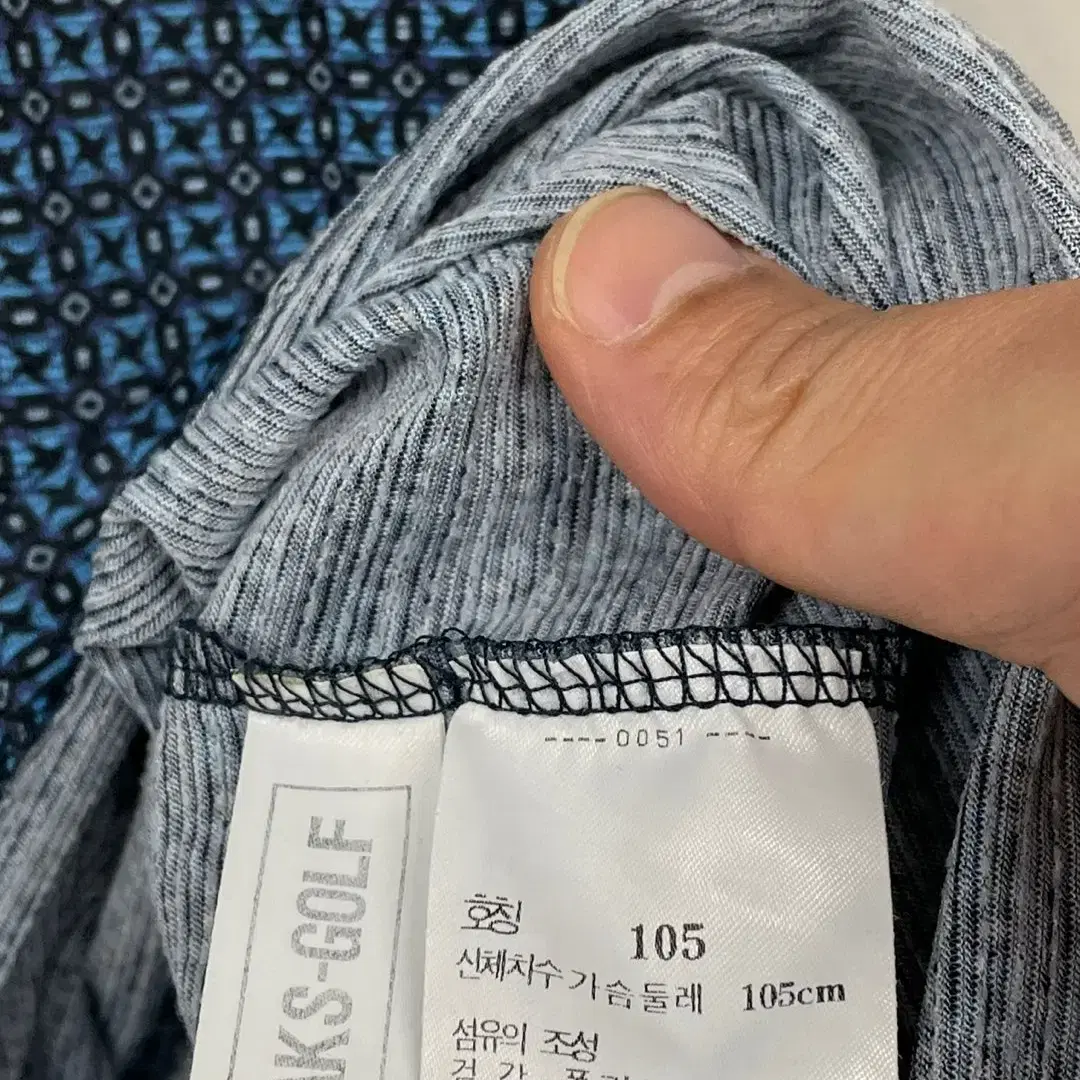 ----0051----
호칭 105
신체치수 가슴둘레 105cm
섬유의 조성
AKS-GOLF